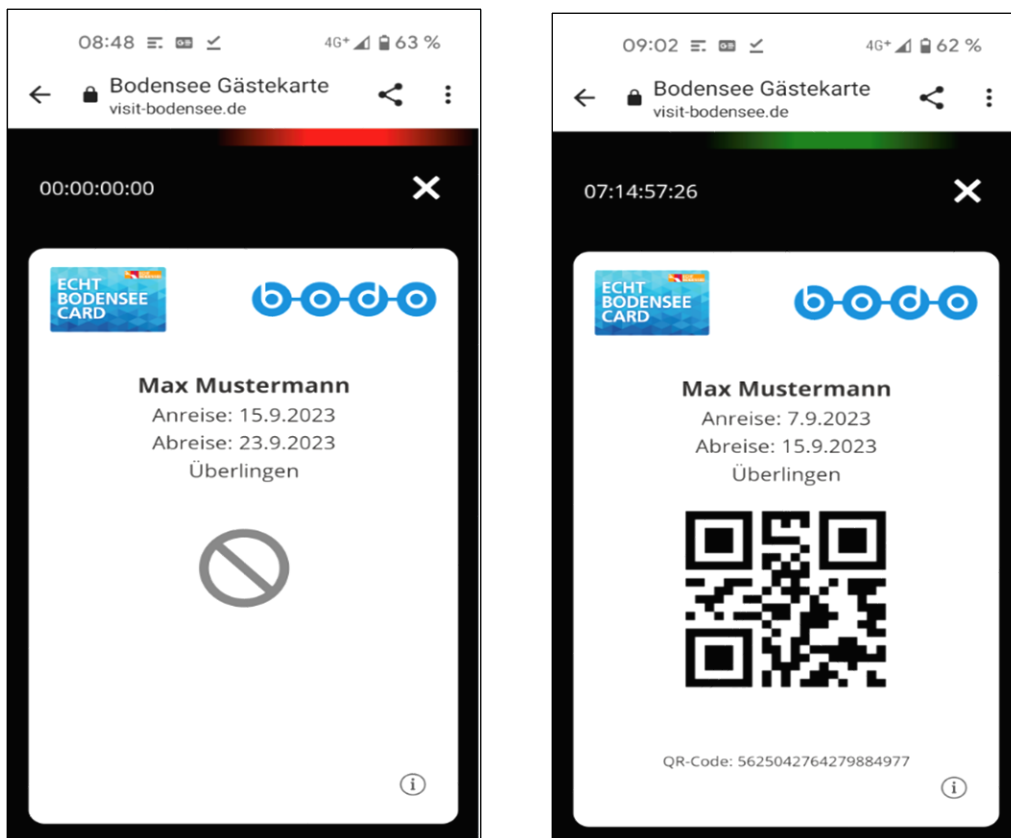 08:48
4G+
63 %
Bodensee Gästekarte
visit-bodensee.de
00:00:00:00
ECHT
BODENSEE
CARD
bodo
Max Mustermann
Anreise: 15.9.2023
Abreise: 23.9.2023
Überlingen
09:02
4G+
62 %
Bodensee Gästekarte
visit-bodensee.de
07:14:57:26
ECHT
BODENSEE
CARD
bodo
Max Mustermann
Anreise: 7.9.2023
Abreise: 15.9.2023
Überlingen
QR-Code: 5625042764279884977